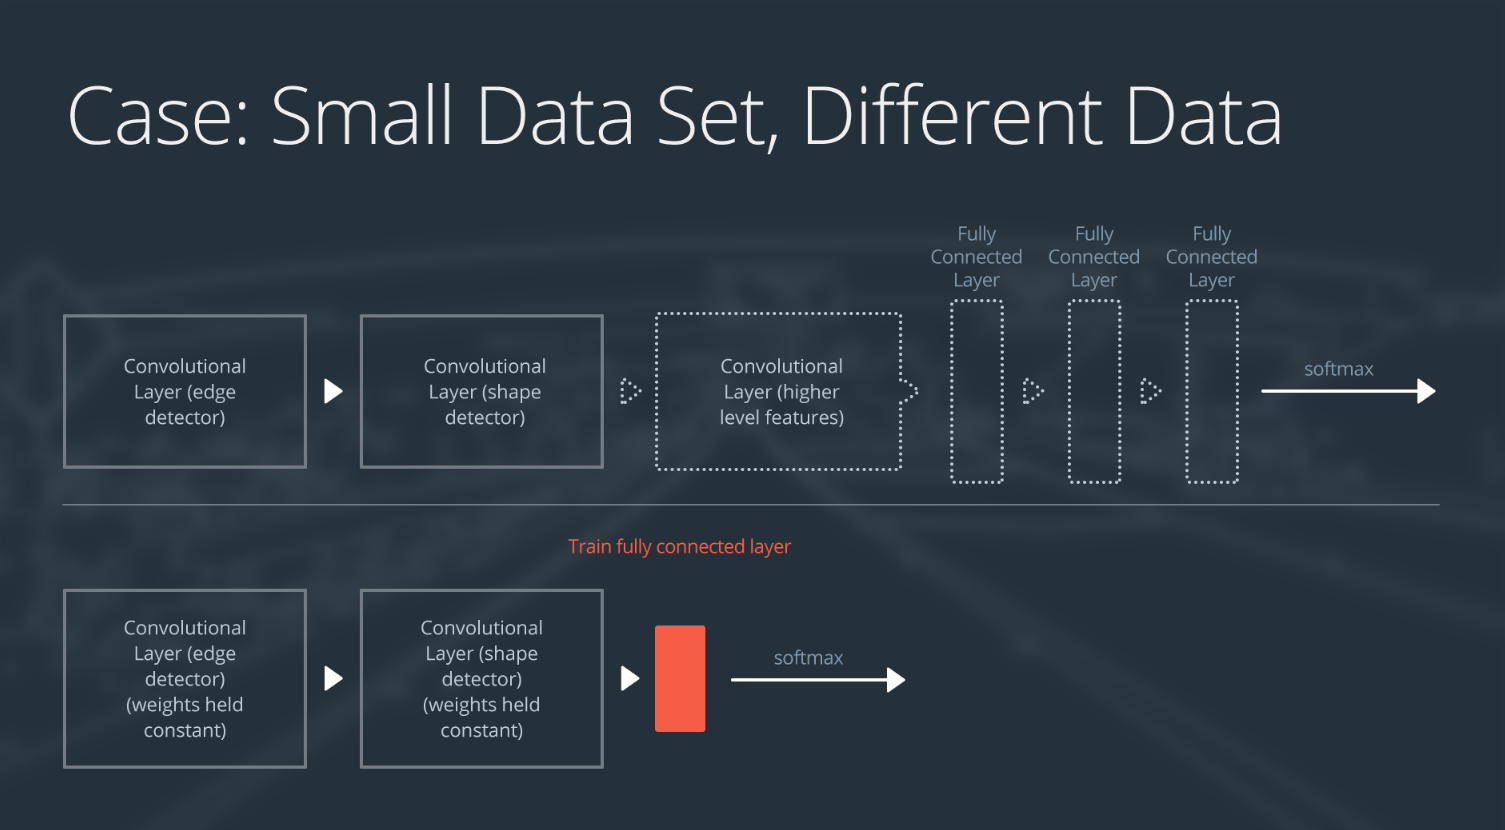 Case: Small Data Set, Different Data
Fully
Connected
Layer
Fully
Connected
Layer
Fully
Connected
Layer
Convolutional
Layer (edge
detector)
Convolutional
Layer (shape
detector)
Convolutional
Layer (higher
level features)
softmax
Train fully connected layer
Convolutional
Layer (edge
detector)
(weights held
constant)
Convolutional
Layer (shape
detector)
(weights held
constant)
softmax